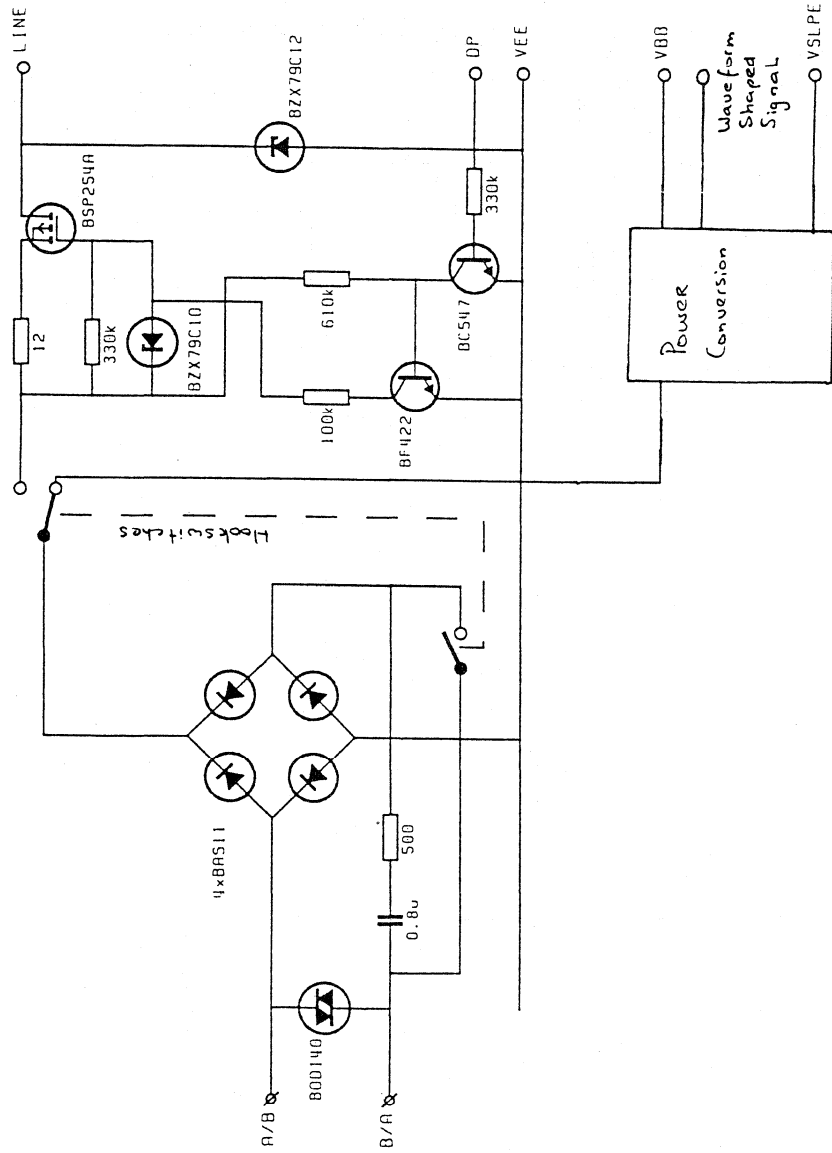 A/B
B/A
BOD140
4xBAS11
0.8u
500
Hookswitches
12
330k
BZX79C10
BSP254A
100k
610k
BF422
BC547
330k
BZX79C12
LINE
DP
VEE
Power
Conversion
VBB
Waveform
Shaped
Signal
VSLPE